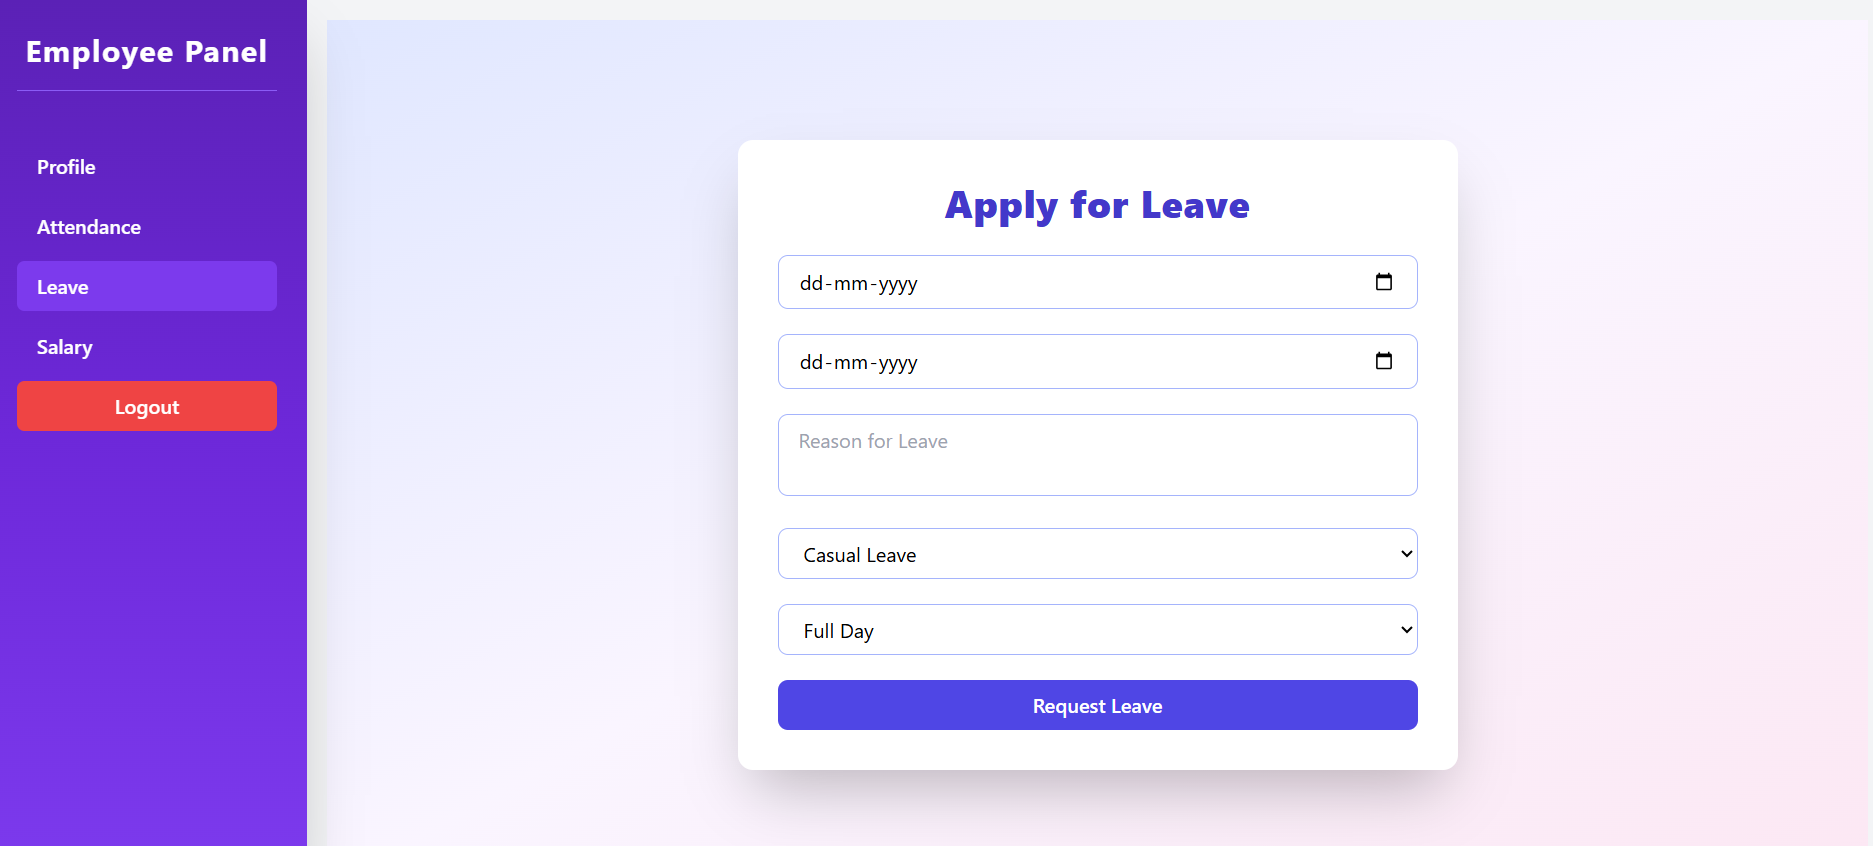 Employee Panel
Profile
Attendance
Leave
Salary
Logout
Apply for Leave
dd-mm-yyyy
dd-mm-yyyy
Reason for Leave
Casual Leave
Full Day
Request Leave